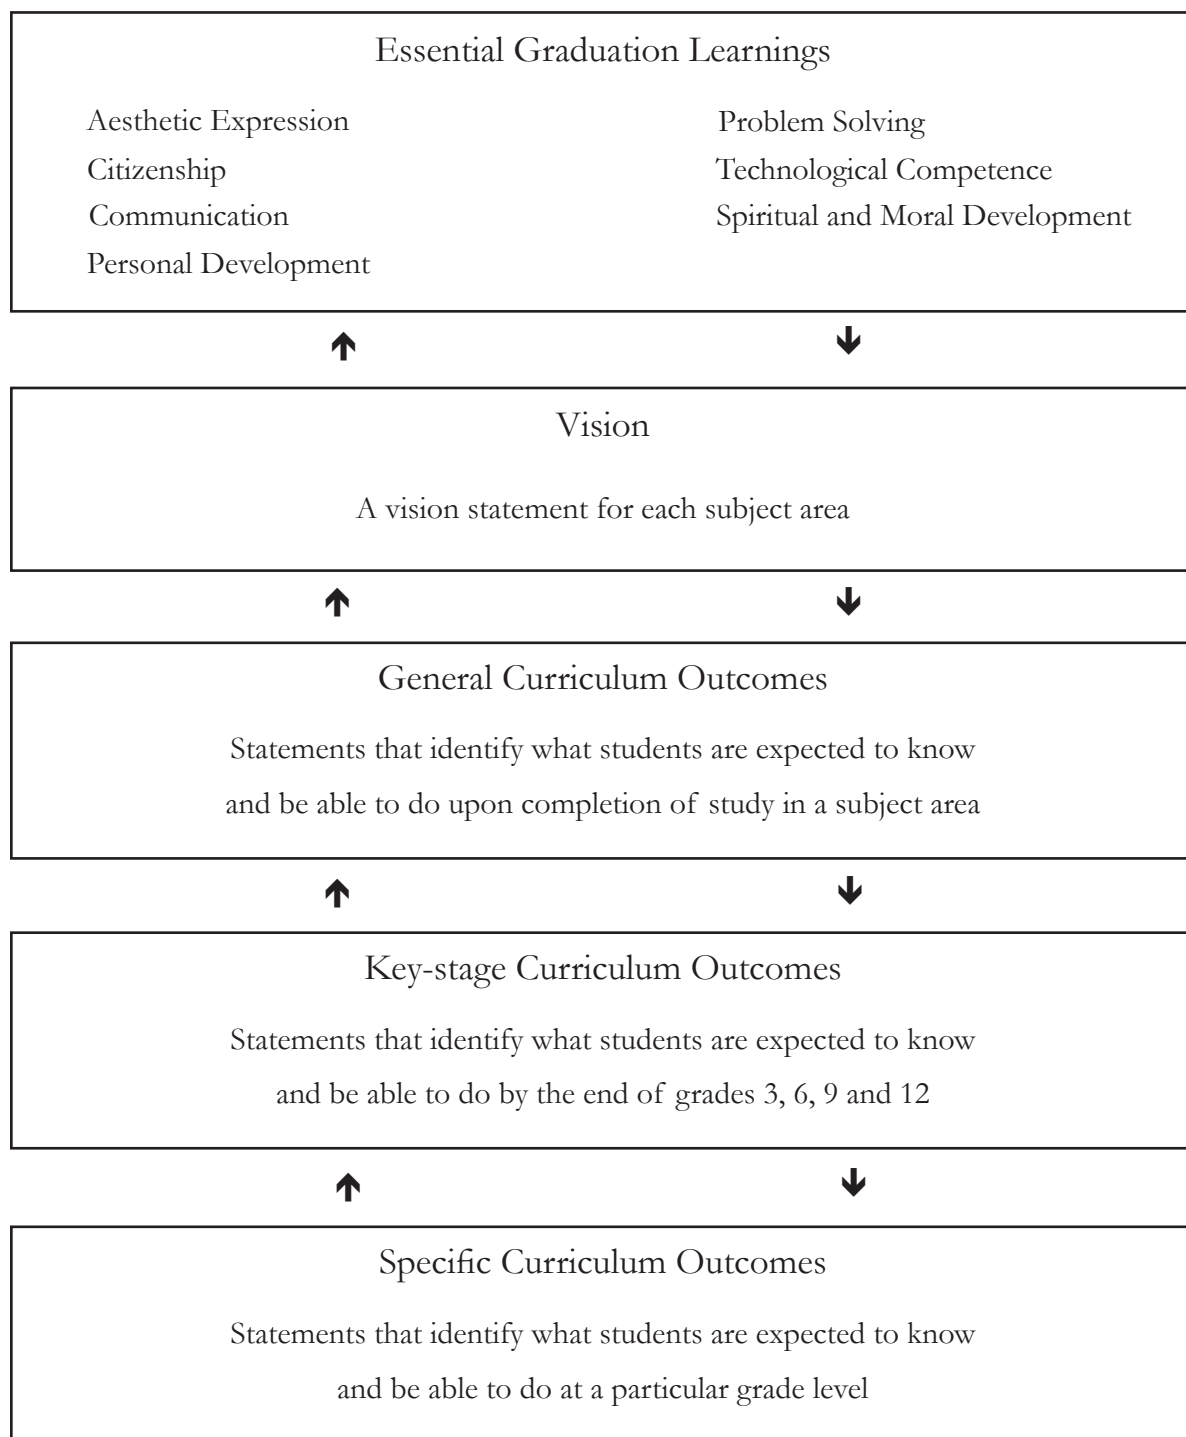 Essential Graduation Learnings
Aesthetic Expression
Citizenship
Communication
Personal Development
Problem Solving
Technological Competence
Spiritual and Moral Development
Vision
A vision statement for each subject area
General Curriculum Outcomes
Statements that identify what students are expected to know
and be able to do upon completion of study in a subject area
Key-stage Curriculum Outcomes
Statements that identify what students are expected to know
and be able to do by the end of grades 3, 6, 9 and 12
Specific Curriculum Outcomes
Statements that identify what students are expected to know
and be able to do at a particular grade level